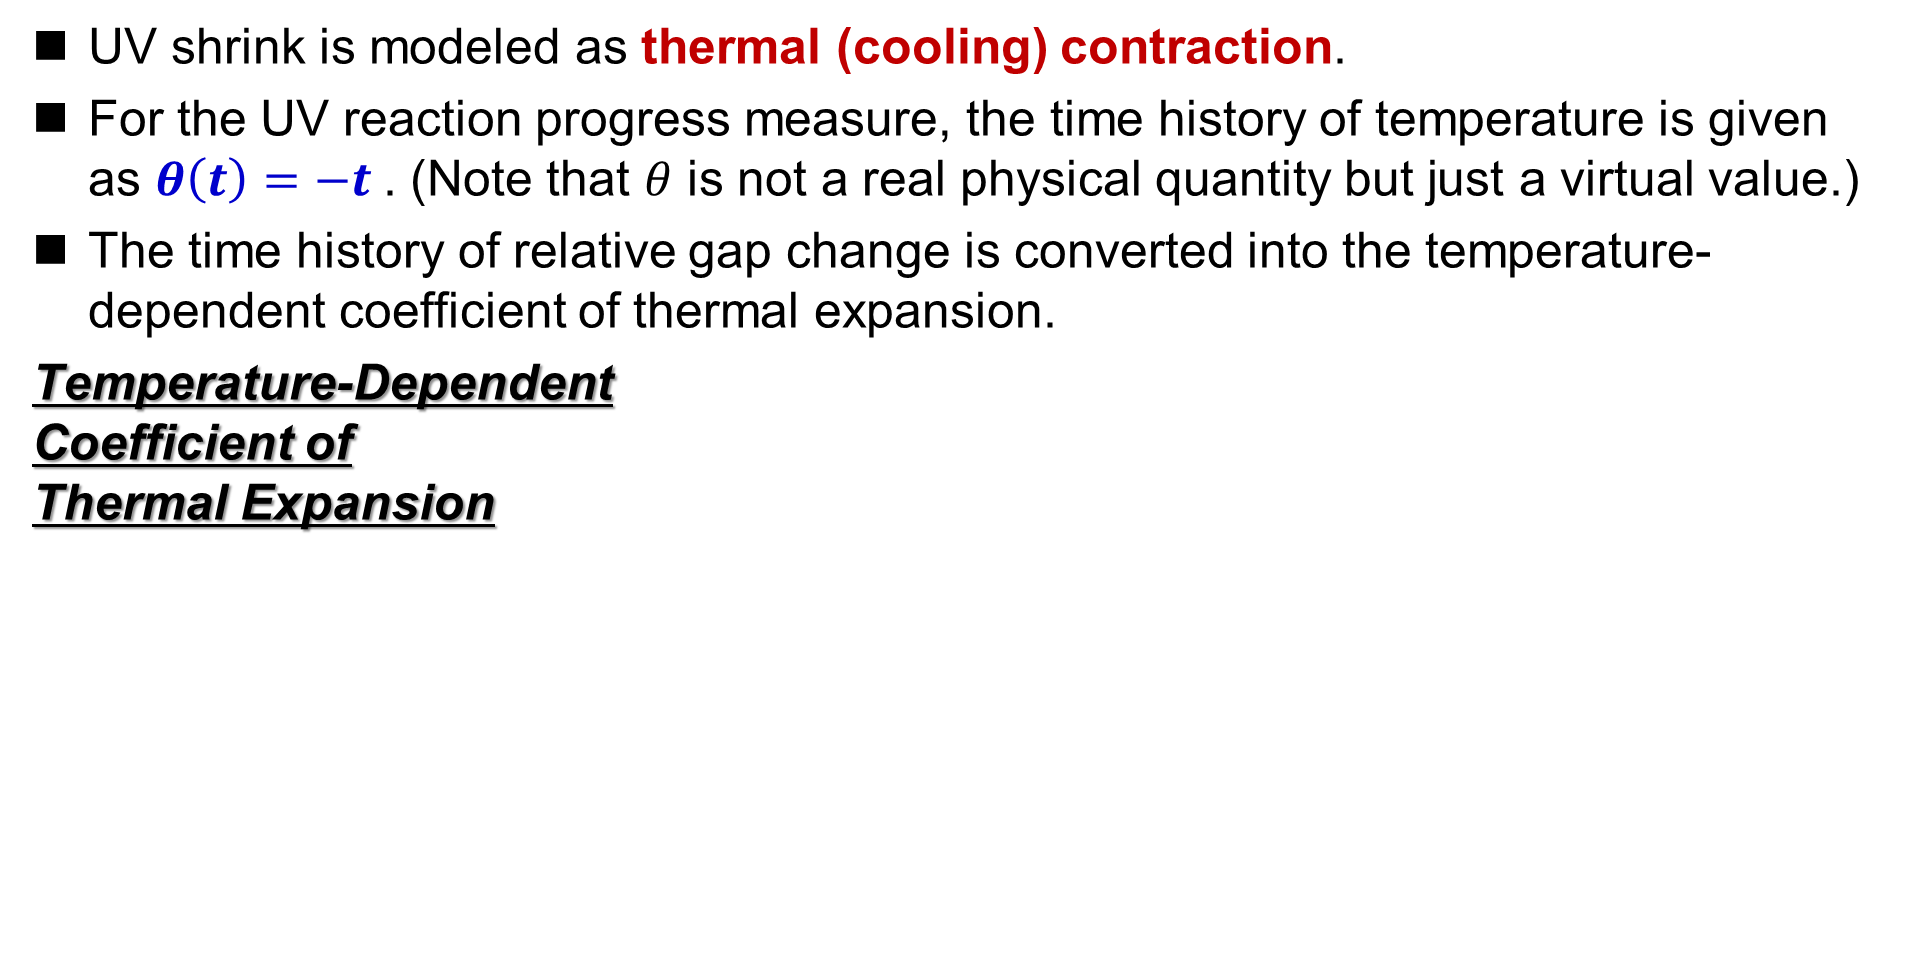 ■ UV shrink is modeled as thermal (cooling) contraction.
■ For the UV reaction progress measure, the time history of temperature is given
as θ(t) = −t . (Note that θ is not a real physical quantity but just a virtual value.)
■ The time history of relative gap change is converted into the temperature-
dependent coefficient of thermal expansion.
Temperature-Dependent
Coefficient of
Thermal Expansion